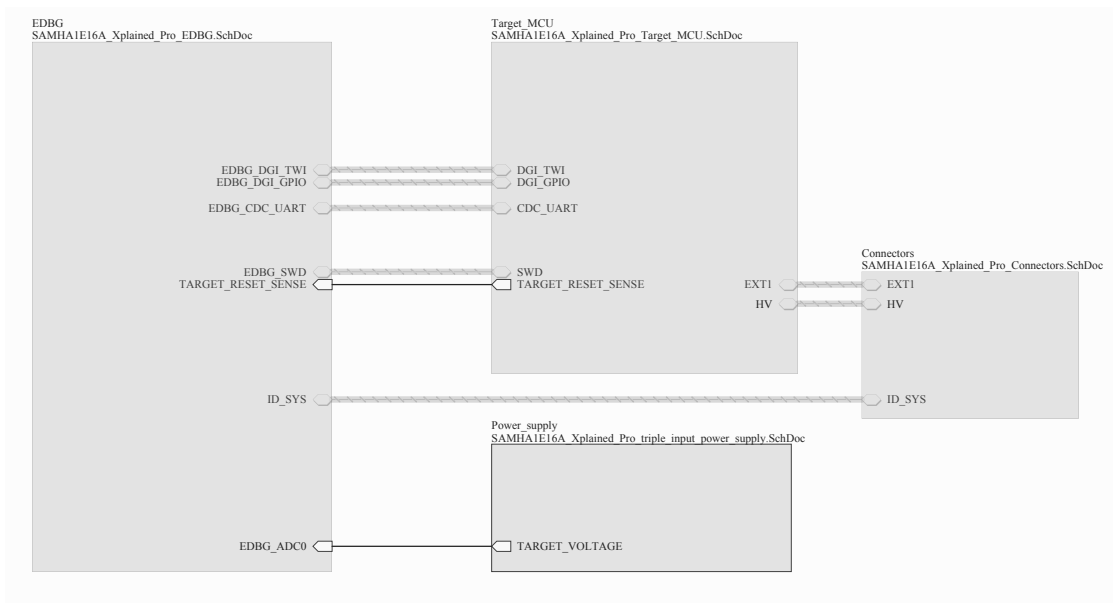 EDBG
SAMHA1E16A_Xplained_Pro_EDBG.SchDoc
EDBG_DGI_TWI
EDBG_DGI_GPIO
EDBG_CDC_UART
EDBG_SWD
TARGET_RESET_SENSE
ID_SYS
EDBG_ADC0
Target_MCU
SAMHA1E16A_Xplained_Pro_Target_MCU.SchDoc
DGI_TWI
DGI_GPIO
CDC_UART
SWD
TARGET_RESET_SENSE
EXT1
HV
Connectors
SAMHA1E16A_Xplained_Pro_Connectors.SchDoc
EXT1
HV
ID_SYS
Power_supply
SAMHA1E16A_Xplained_Pro_triple_input_power_supply.SchDoc
TARGET_VOLTAGE